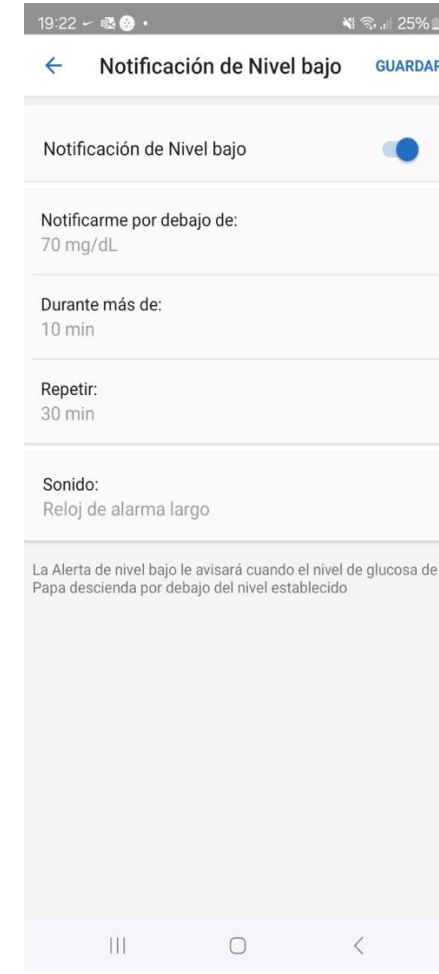 19:22
25%
Notificación de Nivel bajo GUARDAR
Notificación de Nivel bajo
Notificarme por debajo de:
70 mg/dL
Durante más de:
10 min
Repetir:
30 min
Sonido:
Reloj de alarma largo
La Alerta de nivel bajo le avisará cuando el nivel de glucosa de
Papa descienda por debajo del nivel establecido